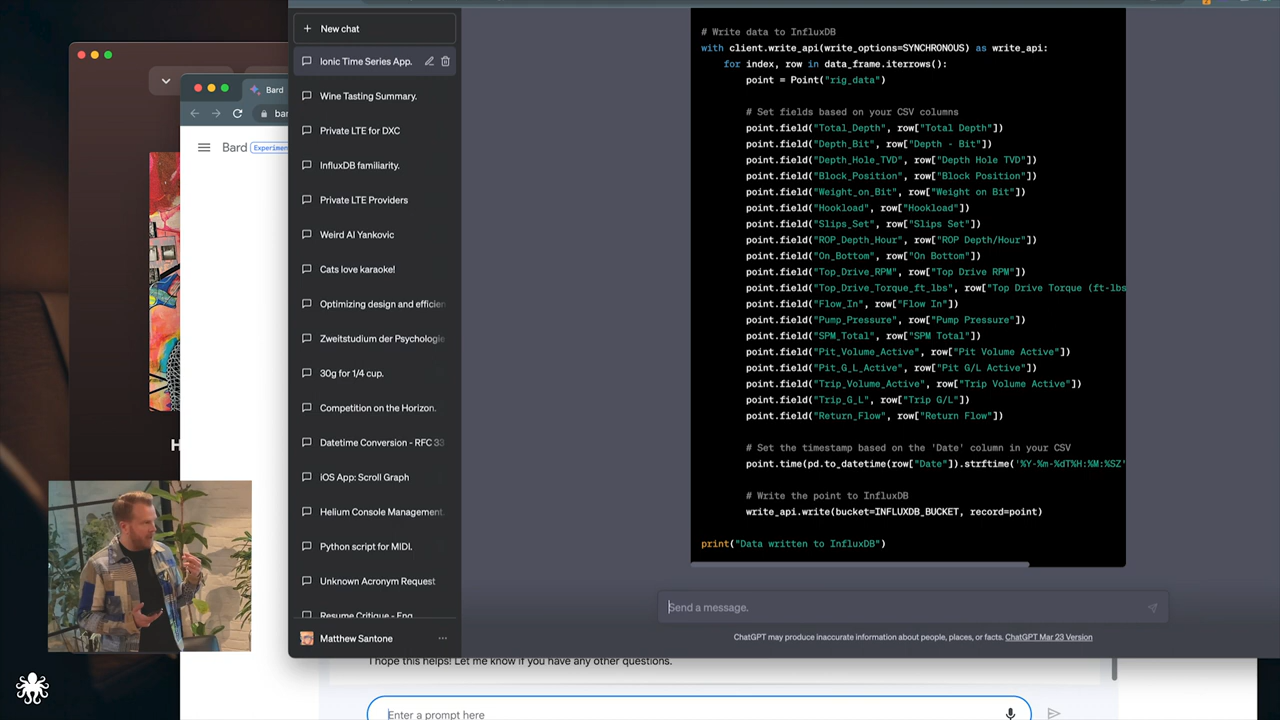 New chat
Ionic Time Series App.
Wine Tasting Summary.
Private LTE for DXC
InfluxDB familiarity.
Private LTE Providers
Weird Al Yankovic
Cats love karaoke!
Optimizing design and efficien
Zweitstudium der Psychologie
30g for 1/4 cup.
Competition on the Horizon.
Datetime Conversion - RFC 33
iOS App: Scroll Graph
Helium Console Management.
Python script for MIDI.
Unknown Acronym Request
Resume Critique - Eng
Matthew Santone
Bard
bar
Bard
Experimen
H
# Write data to InfluxDB
with client.write_api(write_options=SYNCHRONOUS) as write_api:
for index, row in data_frame.iterrows():
point = Point("rig_data")
# Set fields based on your CSV columns
point.field("Total_Depth", row["Total Depth"])
point.field("Depth_Bit", row["Depth - Bit"])
point.field("Depth_Hole_TVD", row["Depth Hole TVD"])
point.field("Block_Position", row["Block Position"])
point.field("Weight_on_Bit", row["Weight on Bit"])
point.field("Hookload", row["Hookload"])
point.field("Slips_Set", row["Slips Set"])
point.field("ROP_Depth_Hour", row["ROP Depth/Hour"])
point.field("On_Bottom", row["On Bottom"])
point.field("Top_Drive_RPM", row["Top Drive RPM"])
point.field("Top_Drive_Torque_ft_lbs", row["Top Drive Torque (ft-lbs
point.field("Flow_In", row["Flow In"])
point.field("Pump_Pressure", row["Pump Pressure"])
point.field("SPM_Total", row["SPM Total"])
point.field("Pit_Volume_Active", row["Pit Volume Active"])
point.field("Pit_G_L_Active", row["Pit G/L Active"])
point.field("Trip_Volume_Active", row["Trip Volume Active"])
point.field("Trip_G_L", row["Trip G/L"])
point.field("Return_Flow", row["Return Flow"])
# Set the timestamp based on the 'Date' column in your CSV
point.time(pd.to_datetime(row["Date"]).strftime('%Y-%m-%dT%H:%M:%SZ'
# Write the point to InfluxDB
write_api.write(bucket=INFLUXDB_BUCKET, record=point)
print("Data written to InfluxDB")
Send a message.
ChatGPT may produce inaccurate information about people, places, or facts. ChatGPT Mar 23 Version
I hope this helps! Let me know if you have any other questions.
Enter a prompt here